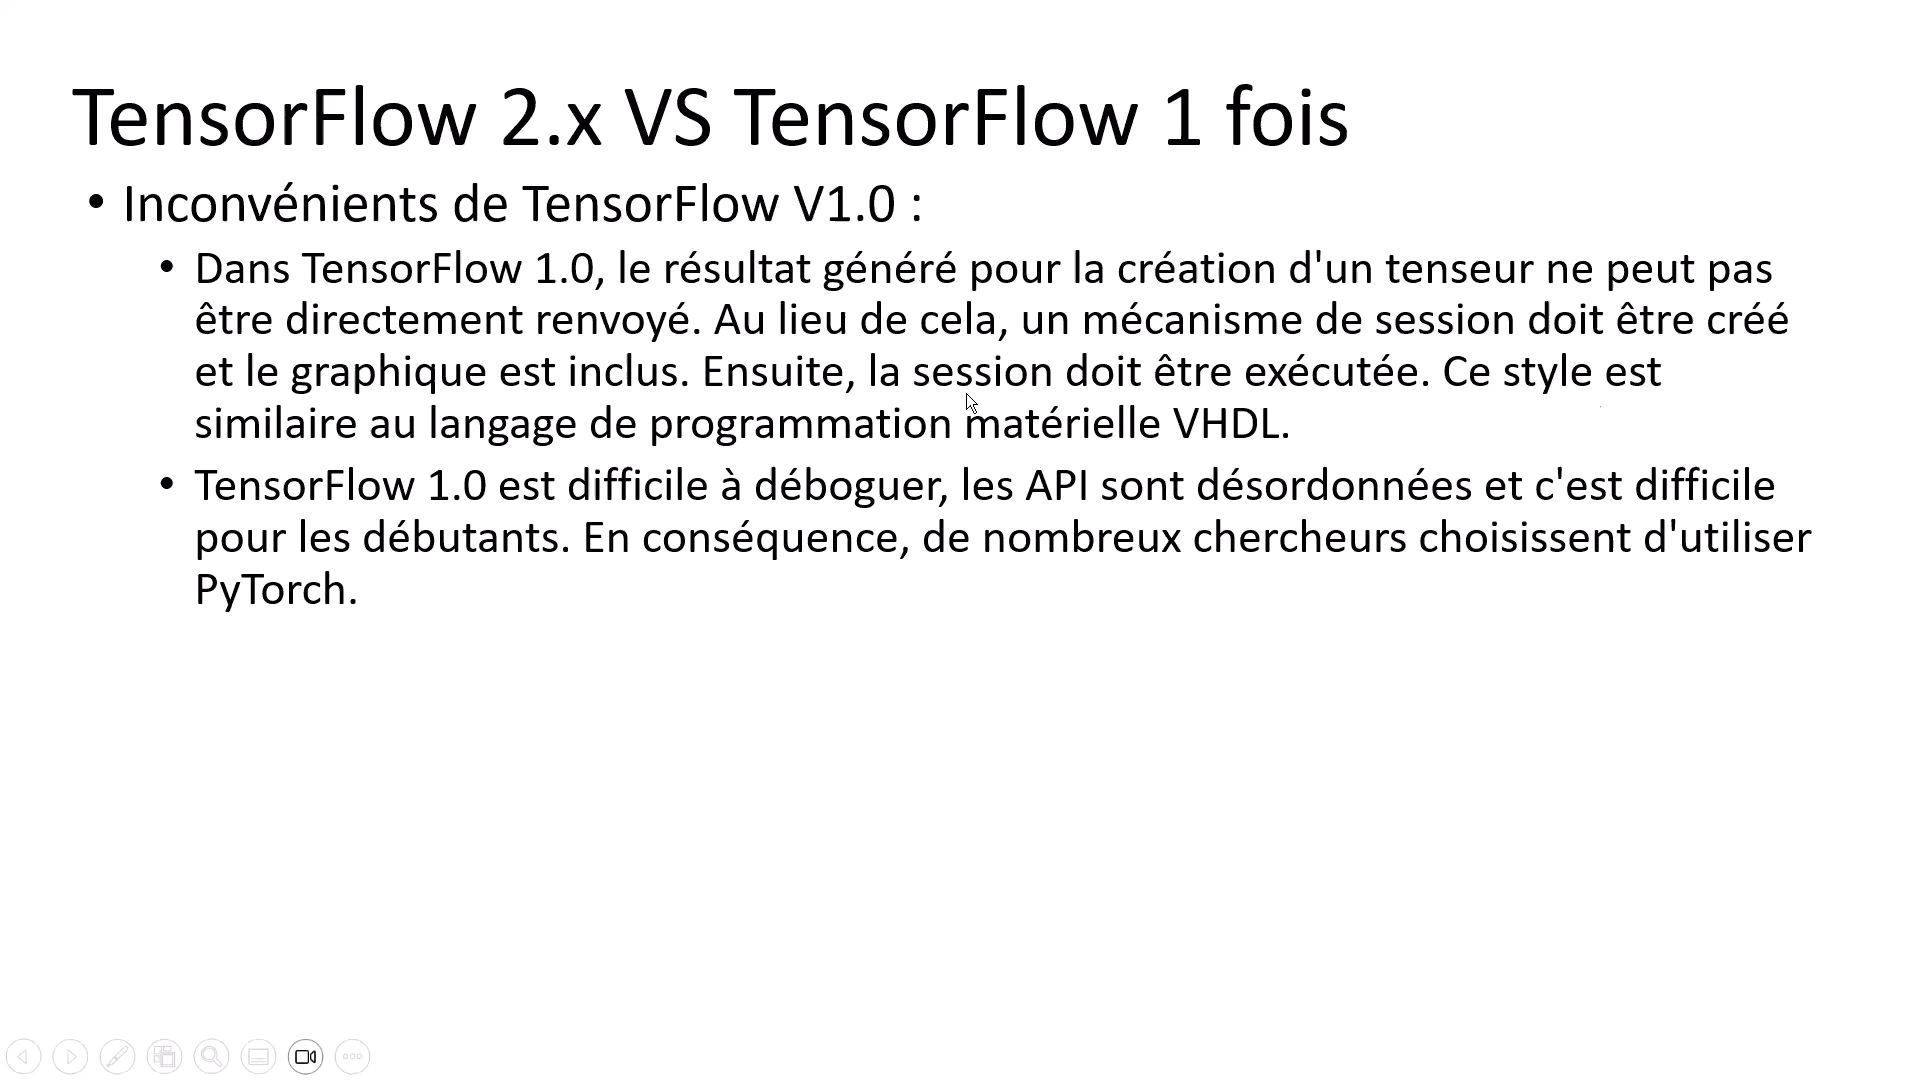 TensorFlow 2.x VS TensorFlow 1 fois
• Inconvénients de TensorFlow V1.0 :
• Dans TensorFlow 1.0, le résultat généré pour la création d'un tenseur ne peut pas
être directement renvoyé. Au lieu de cela, un mécanisme de session doit être créé
et le graphique est inclus. Ensuite, la session doit être exécutée. Ce style est
similaire au langage de programmation matérielle VHDL.
• TensorFlow 1.0 est difficile à déboguer, les API sont désordonnées et c'est difficile
pour les débutants. En conséquence, de nombreux chercheurs choisissent d'utiliser
PyTorch.